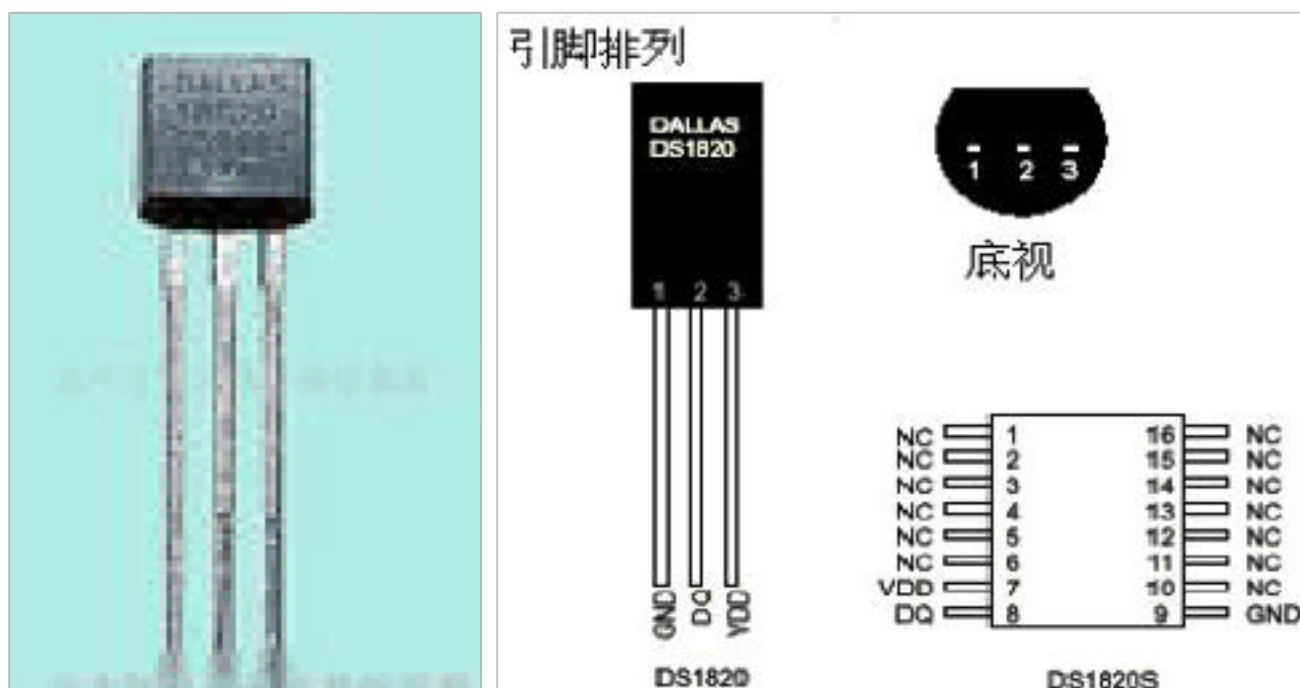 DALLAS
引脚排列
DALLAS
DS1820
1 2 3
GND
DQ
VDD
DS1820
1 2 3
底视
NC 1 16 NC
NC 2 15 NC
NC 3 14 NC
NC 4 13 NC
NC 5 12 NC
NC 6 11 NC
VDD 7 10 NC
DQ 8 9 GND
DS1820S